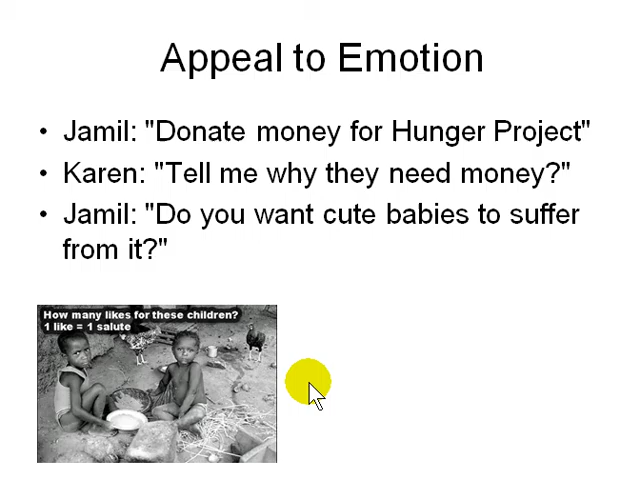 Appeal to Emotion
• Jamil: "Donate money for Hunger Project"
• Karen: "Tell me why they need money?"
• Jamil: "Do you want cute babies to suffer
from it?"
How many likes for these children?
1 like = 1 salute